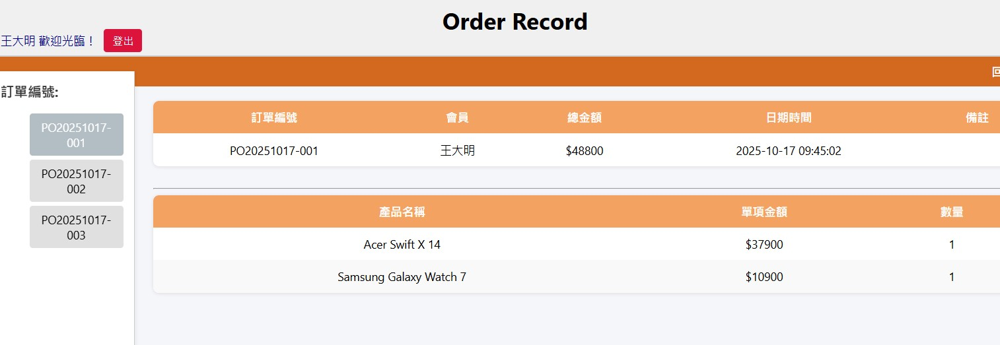 Order Record
王大明 歡迎光臨！ 登出
訂單編號:
PO20251017-
001
PO20251017-
002
PO20251017-
003
訂單編號 會員 總金額 日期時間 備註
PO20251017-001 王大明 $48800 2025-10-17 09:45:02
產品名稱 單項金額 數量
Acer Swift X 14 $37900 1
Samsung Galaxy Watch 7 $10900 1